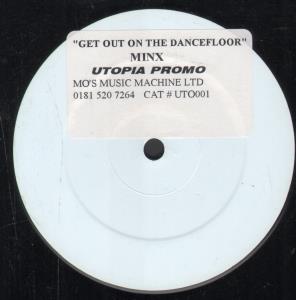 "GET OUT ON THE DANCEFLOOR"
MINX
UTOPIA PROMO
MO'S MUSIC MACHINE LTD
0181 520 7264 CAT # UTO001